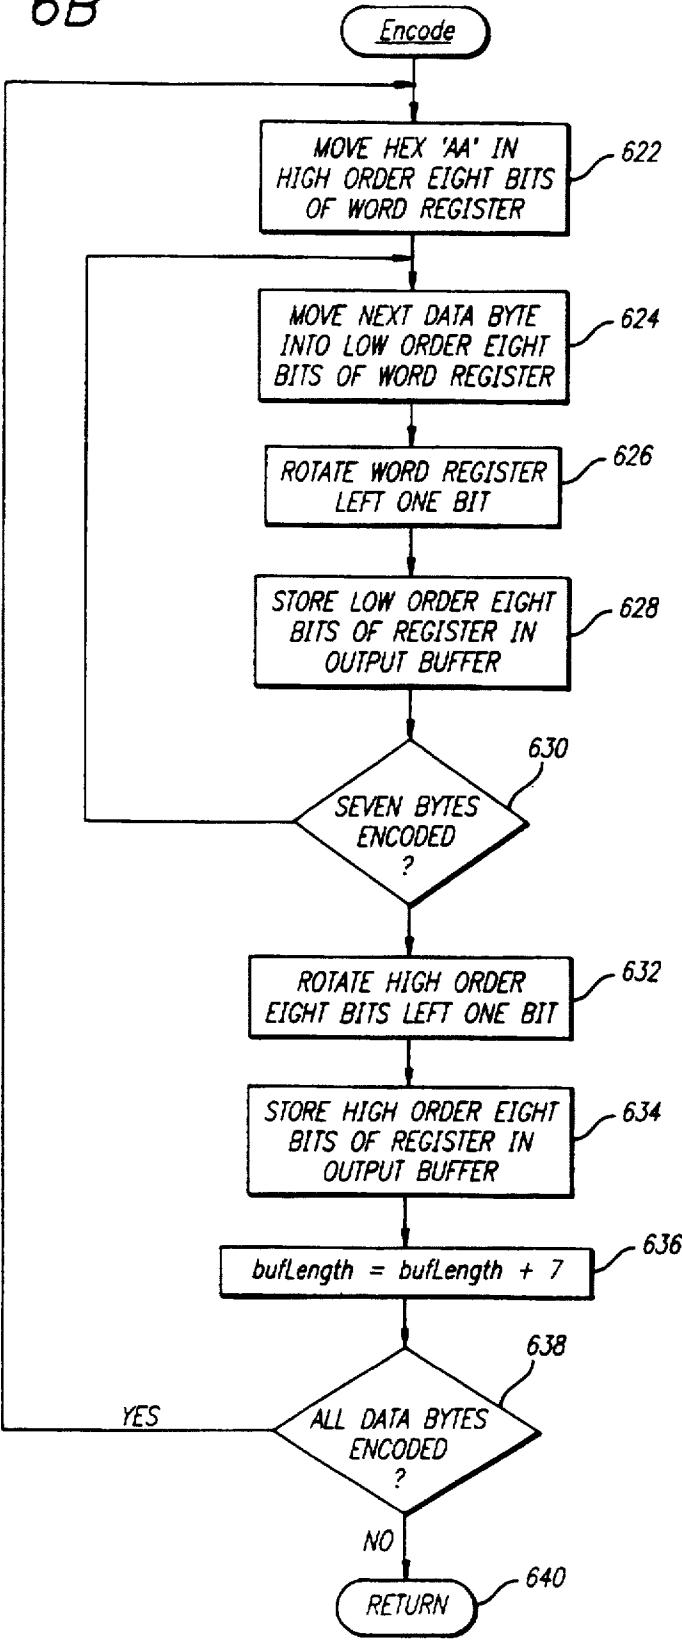 6B
Encode
MOVE HEX 'AA' IN
HIGH ORDER EIGHT BITS
OF WORD REGISTER
622
MOVE NEXT DATA BYTE
INTO LOW ORDER EIGHT
BITS OF WORD REGISTER
624
ROTATE WORD REGISTER
LEFT ONE BIT
626
STORE LOW ORDER EIGHT
BITS OF REGISTER IN
OUTPUT BUFFER
628
SEVEN BYTES
ENCODED
?
630
ROTATE HIGH ORDER
EIGHT BITS LEFT ONE BIT
632
STORE HIGH ORDER EIGHT
BITS OF REGISTER IN
OUTPUT BUFFER
634
bufLength = bufLength + 7
636
ALL DATA BYTES
ENCODED
?
638
YES
NO
RETURN
640